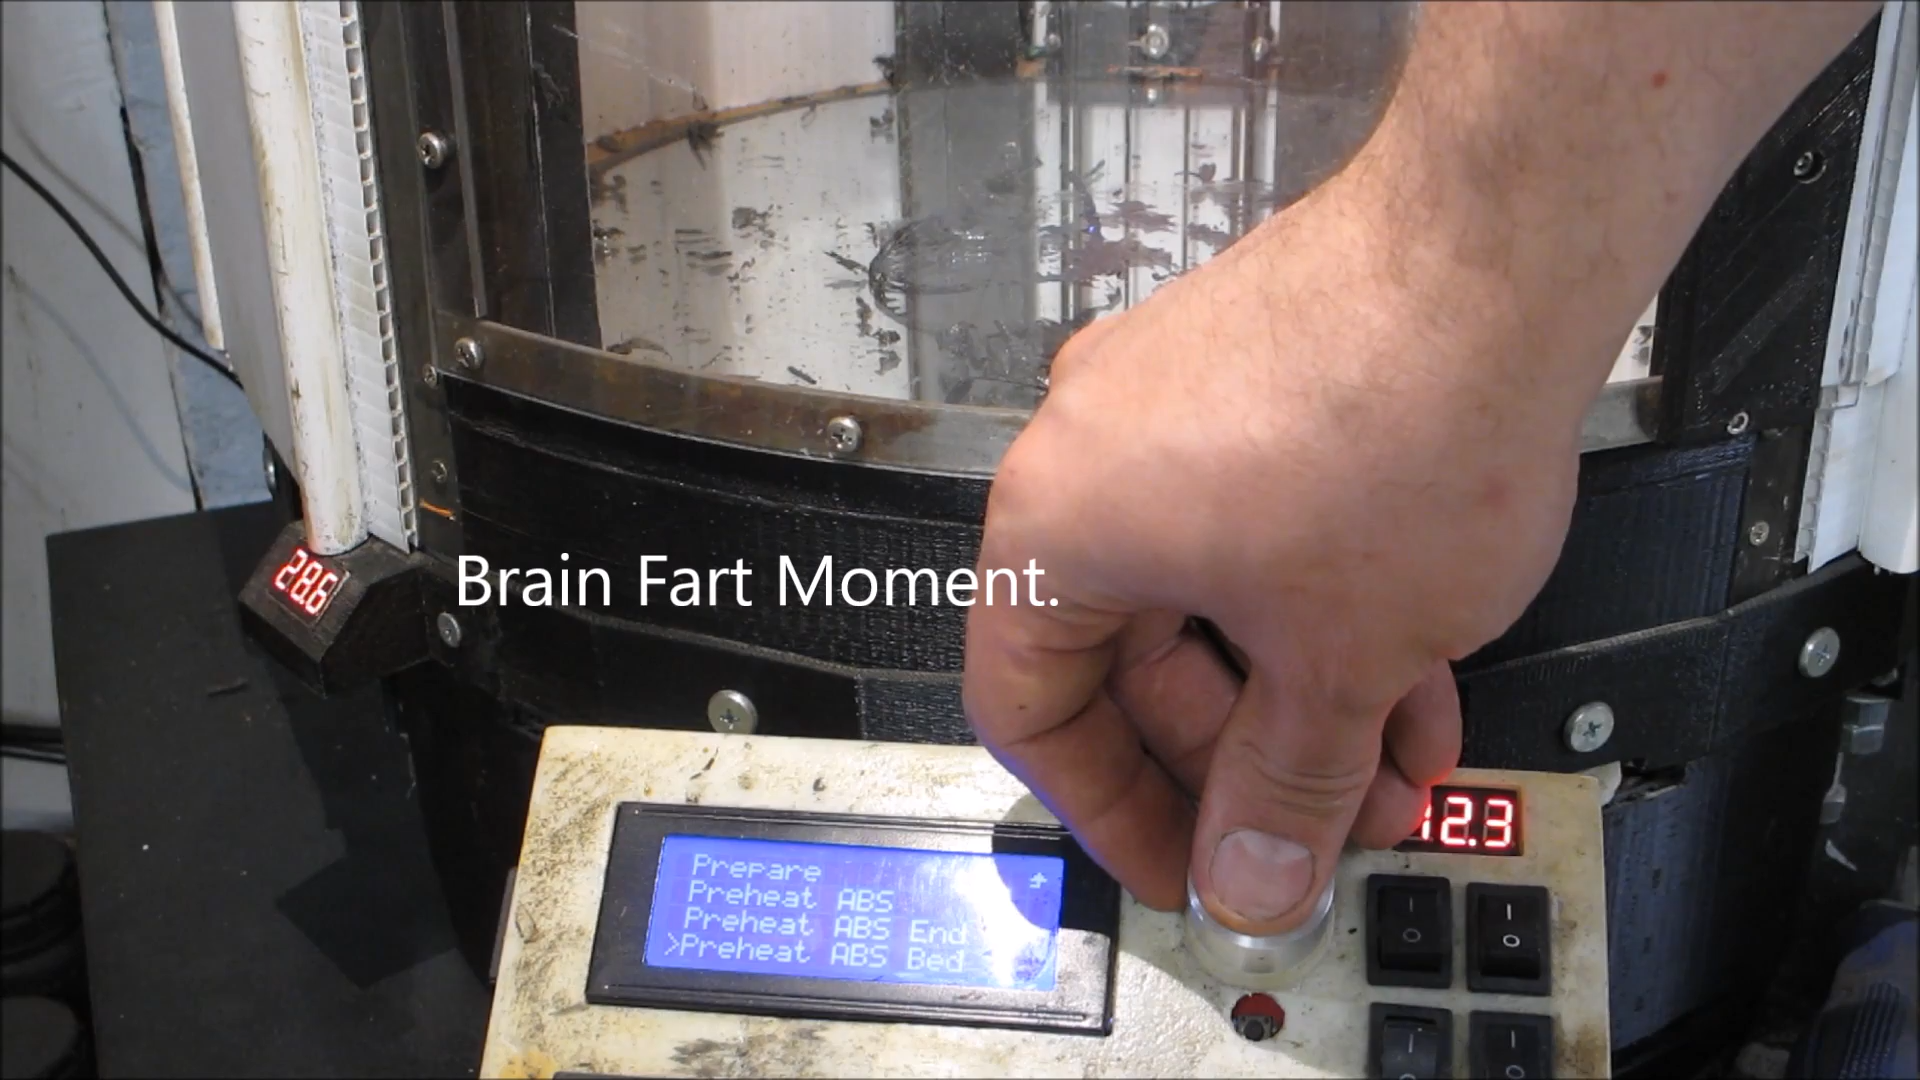 28.6
Brain Fart Moment.
12.3
Prepare
Preheat ABS
Preheat ABS End
>Preheat ABS Bed